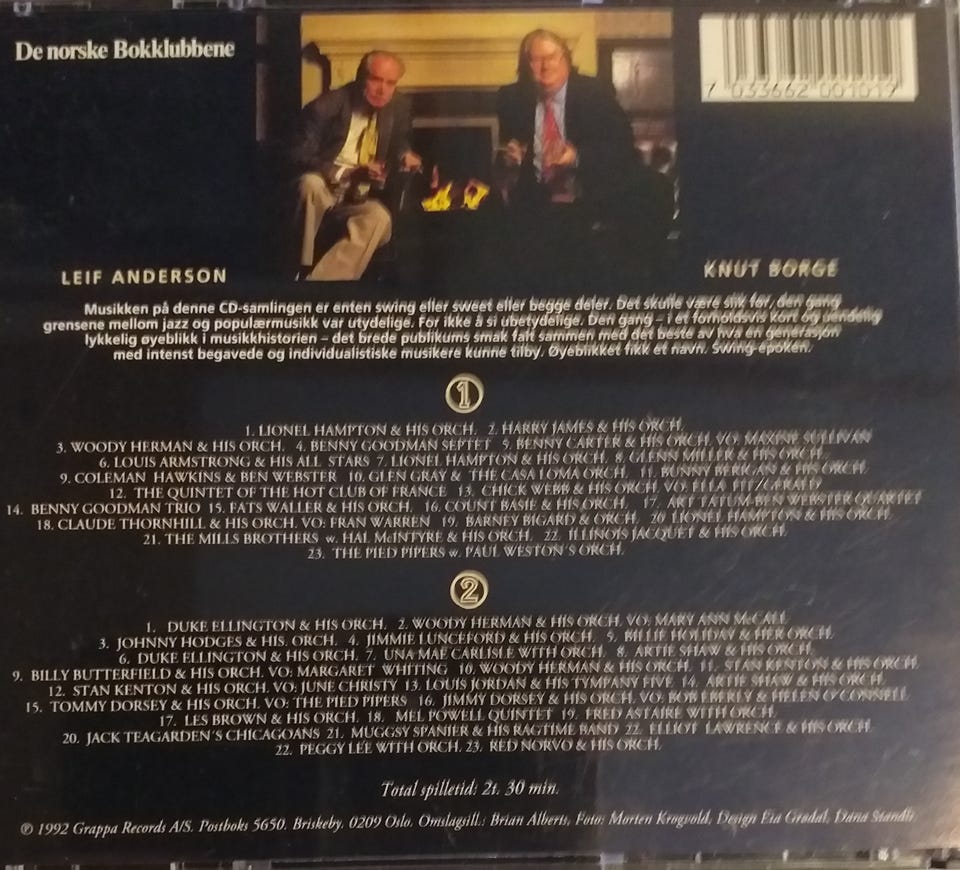 De norske Bokklubbene
7 033662 001019
LEIF ANDERSON
KNUT BORGE
Musikken på denne CD-samlingen er enten swing eller sweet eller begge deler. Det skulle være slik for, den gang
grensene mellom jazz og populærmusikk var utydelige. For ikke å si ubetydelige. Den gang – i et forholdsvis kort og uendelig
lykkelig øyeblikk i musikkhistorien – det brede publikums smak falt sammen med det beste av hva en generasjon
med intenst begavede og individualistiske musikere kunne tilby. Øyeblikket fikk et navn. Swing-epoken.
1
1. LIONEL HAMPTON & HIS ORCH. 2. HARRY JAMES & HIS ORCH.
3. WOODY HERMAN & HIS ORCH. 4. BENNY GOODMAN SEPTET 5. BENNY CARTER & HIS ORCH. VO: MAXINE SULLIVAN
6. LOUIS ARMSTRONG & HIS ALL STARS 7. LIONEL HAMPTON & HIS ORCH. 8. GLENN MILLER & HIS ORCH.
9. COLEMAN HAWKINS & BEN WEBSTER 10. GLEN GRAY & THE CASA LOMA ORCH. 11. BUNNY BERIGAN & HIS ORCH.
12. THE QUINTET OF THE HOT CLUB OF FRANCE 13. CHICK WEBB & HIS ORCH. VO: ELLA FITZGERALD
14. BENNY GOODMAN TRIO 15. FATS WALLER & HIS ORCH. 16. COUNT BASIE & HIS ORCH. 17. ART TATUM-BEN WEBSTER QUARTET
18. CLAUDE THORNHILL & HIS ORCH. VO: FRAN WARREN 19. BARNEY BIGARD & ORCH. 20. LIONEL HAMPTON & HIS ORCH.
21. THE MILLS BROTHERS w. HAL McINTYRE & HIS ORCH. 22. ILLINOIS JACQUET & HIS ORCH.
23. THE PIED PIPERS w. PAUL WESTON'S ORCH.
2
1. DUKE ELLINGTON & HIS ORCH. 2. WOODY HERMAN & HIS ORCH. VO: MARY ANN McCALL
3. JOHNNY HODGES & HIS. ORCH. 4. JIMMIE LUNCEFORD & HIS ORCH. 5. BILLIE HOLIDAY & HER ORCH.
6. DUKE ELLINGTON & HIS ORCH. 7. UNA MAE CARLISLE WITH ORCH. 8. ARTIE SHAW & HIS ORCH.
9. BILLY BUTTERFIELD & HIS ORCH. VO: MARGARET WHITING 10. WOODY HERMAN & HIS ORCH. 11. STAN KENTON & HIS ORCH.
12. STAN KENTON & HIS ORCH. VO: JUNE CHRISTY 13. LOUIS JORDAN & HIS TYMPANY FIVE 14. ARTIE SHAW & HIS ORCH.
15. TOMMY DORSEY & HIS ORCH. VO: THE PIED PIPERS 16. JIMMY DORSEY & HIS ORCH. VO: BOB EBERLY & HELEN O'CONNELL
17. LES BROWN & HIS ORCH. 18. MEL POWELL QUINTET 19. FRED ASTAIRE WITH ORCH.
20. JACK TEAGARDEN'S CHICAGOANS 21. MUGGSY SPANIER & HIS RAGTIME BAND 22. ELLIOT LAWRENCE & HIS ORCH.
22. PEGGY LEE WITH ORCH. 23. RED NORVO & HIS ORCH.
Total spilletid: 2t. 30 min.
℗ 1992 Grappa Records A/S. Postboks 5650. Briskeby. 0209 Oslo. Omslagsill.: Brian Alberts, Foto: Morten Krogvold, Design Eia Grødal, Dana